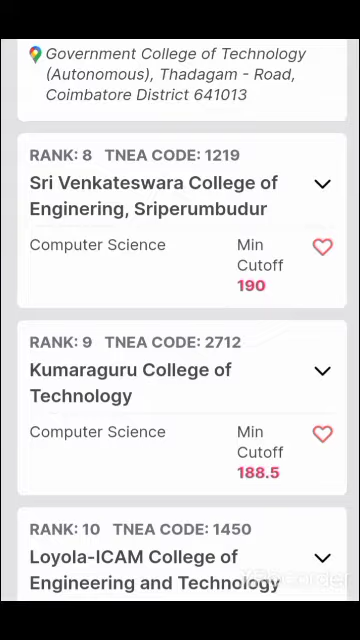 Government College of Technology
(Autonomous), Thadagam - Road,
Coimbatore District 641013
RANK: 8 TNEA CODE: 1219
Sri Venkateswara College of
Enginering, Sriperumbudur
Computer Science
Min
Cutoff
190
RANK: 9 TNEA CODE: 2712
Kumaraguru College of
Technology
Computer Science
Min
Cutoff
188.5
RANK: 10 TNEA CODE: 1450
Loyola-ICAM College of
Engineering and Technology